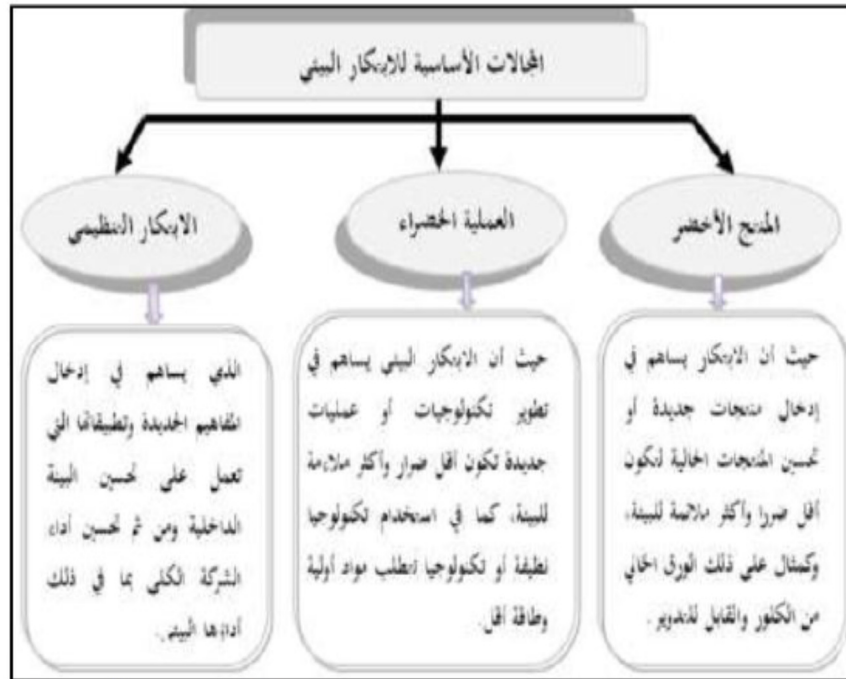 المجالات الأساسية للابتكار البيئي
المنتج الأخضر
العملية الخضراء
الابتكار التنظيمي
حيث أن الابتكار يساهم في
إدخال منتجات جديدة أو
تحسين المنتجات الحالية لتكون
أقل ضررا وأكثر ملائمة للبيئة،
وكمثال على ذلك الورق الخالي
من الكلور والقابل للتدوير.
حيث أن الابتكار البيئي يساهم في
تطوير تكنولوجيات أو عمليات
جديدة تكون أقل ضرار وأكثر ملاءمة
للبيئة، كما في استخدام تكنولوجيا
نظيفة أو تكنولوجيا تتطلب مواد أولية
وطاقة أقل.
الذي يساهم في إدخال
المفاهيم الجديدة وتطبيقاتها التي
تعمل على تحسين البيئة
الداخلية ومن ثم تحسين أداء
الشركة الكلي بما في ذلك
أداءها البيئي.